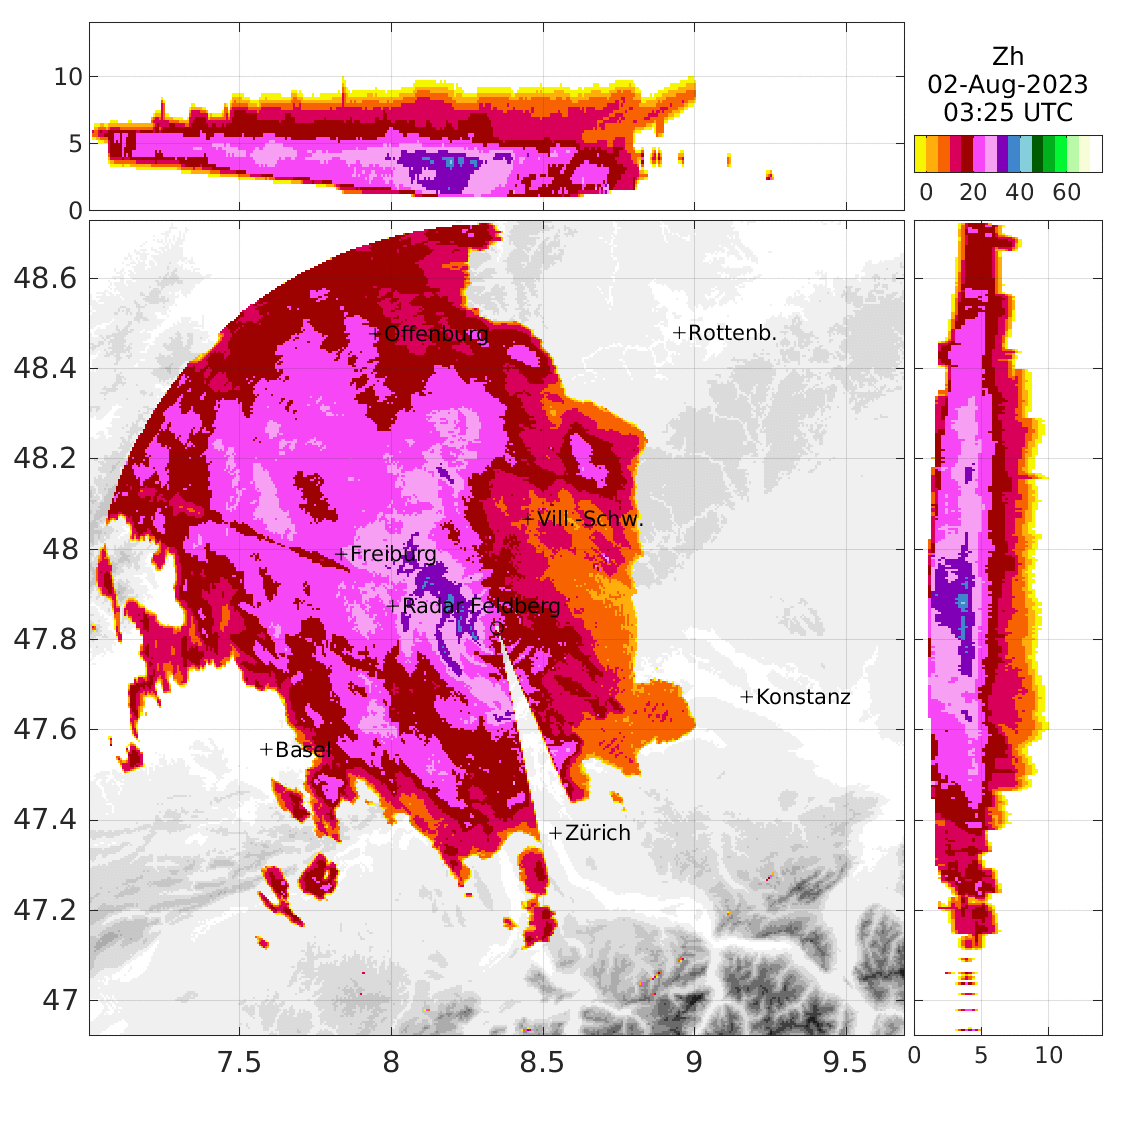 10
5
0
Zh
02-Aug-2023
03:25 UTC
0 20 40 60
48.6
48.4
48.2
48
47.8
47.6
47.4
47.2
47
+Offenburg
+Rottenb.
+Vill.-Schw.
+Freiburg
+Radar Feldberg
+Konstanz
+Basel
+Zürich
7.5 8 8.5 9 9.5
0 5 10